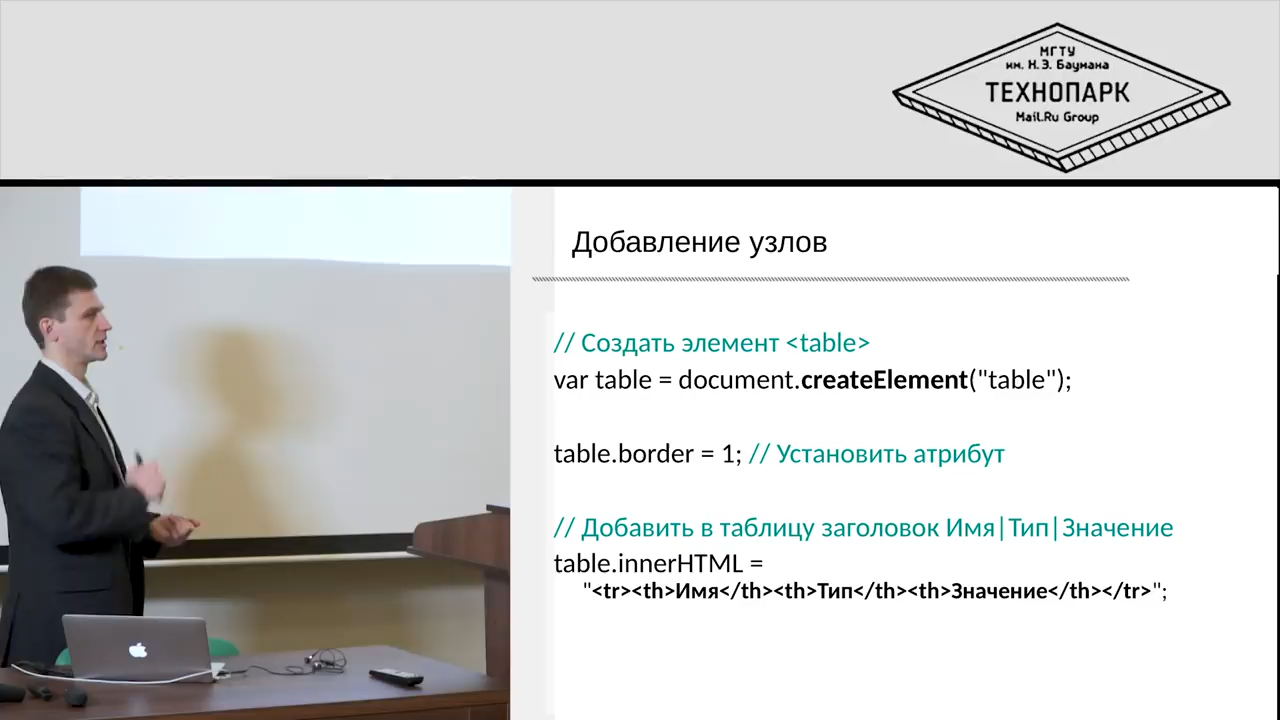 МГТУ
им. Н.Э. Баумана
ТЕХНОПАРК
Mail.Ru Group
Добавление узлов
// Создать элемент <table>
var table = document.createElement("table");
table.border = 1; // Установить атрибут
// Добавить в таблицу заголовок Имя|Тип|Значение
table.innerHTML =
"<tr><th>Имя</th><th>Тип</th><th>Значение</th></tr>";